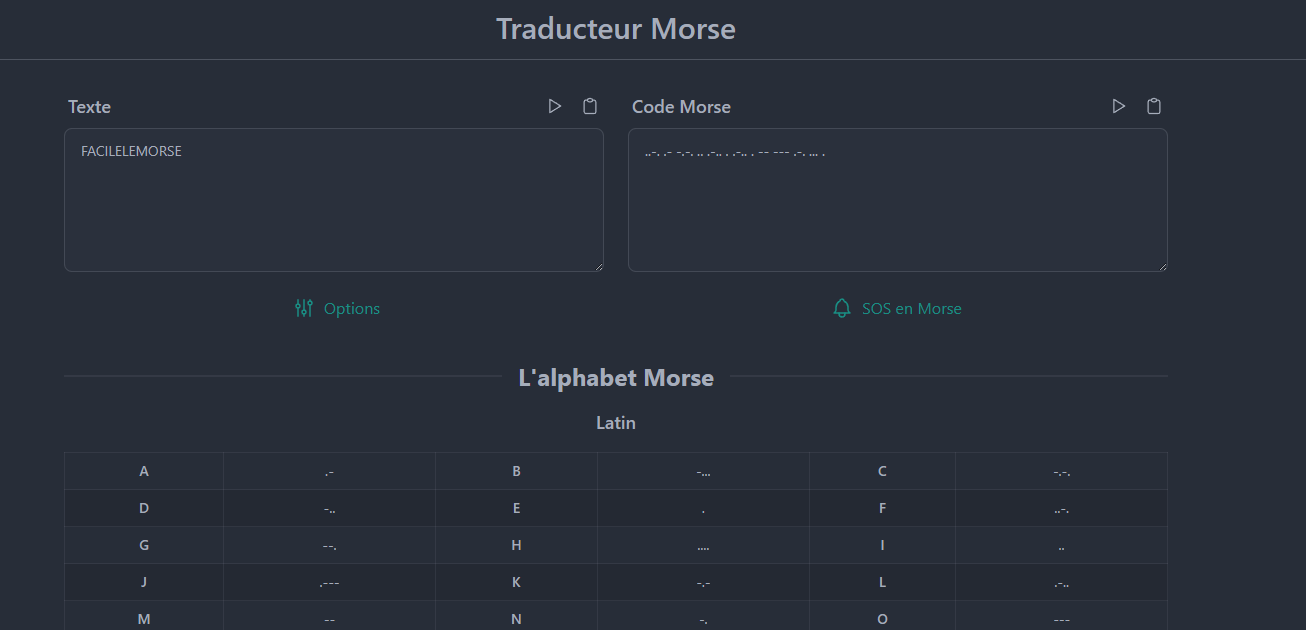 Traducteur Morse
Texte
Code Morse
FACILELEMORSE
..-. .- -.-. .. .-.. . .-.. . -- --- .-. ... .
Options
SOS en Morse
L'alphabet Morse
Latin
A .- B -... C -.-.
D -.. E . F ..-.
G --. H .... I ..
J .--- K -.- L .-..
M -- N -. O ---